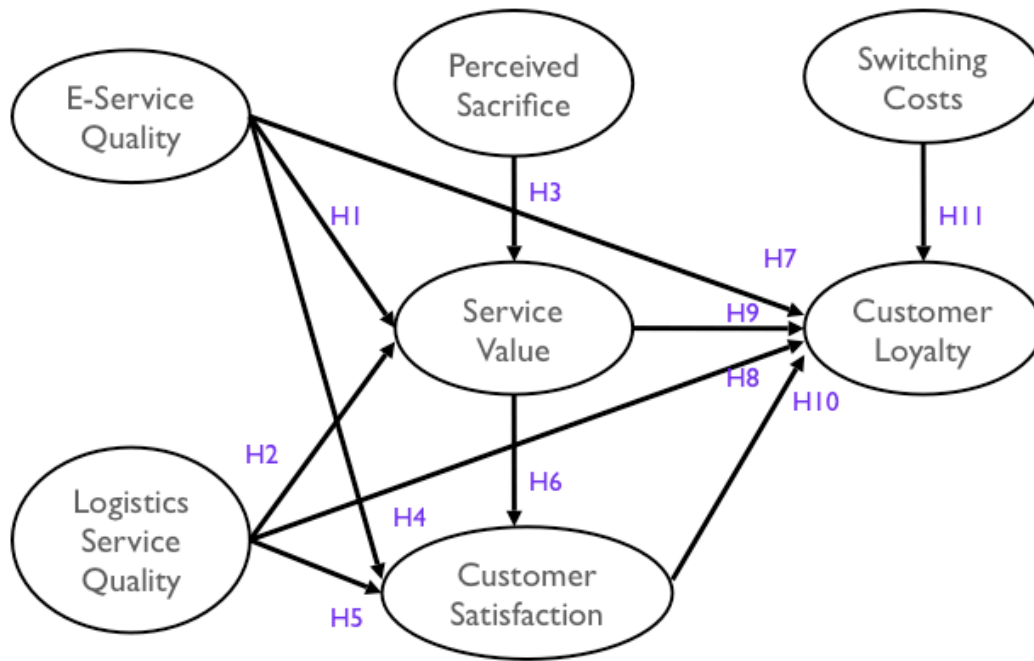 E-Service
Quality
Perceived
Sacrifice
Switching
Costs
H1
H3
H11
H7
Service
Value
H9
Customer
Loyalty
H8
H10
H2
H6
H4
Logistics
Service
Quality
H5
Customer
Satisfaction